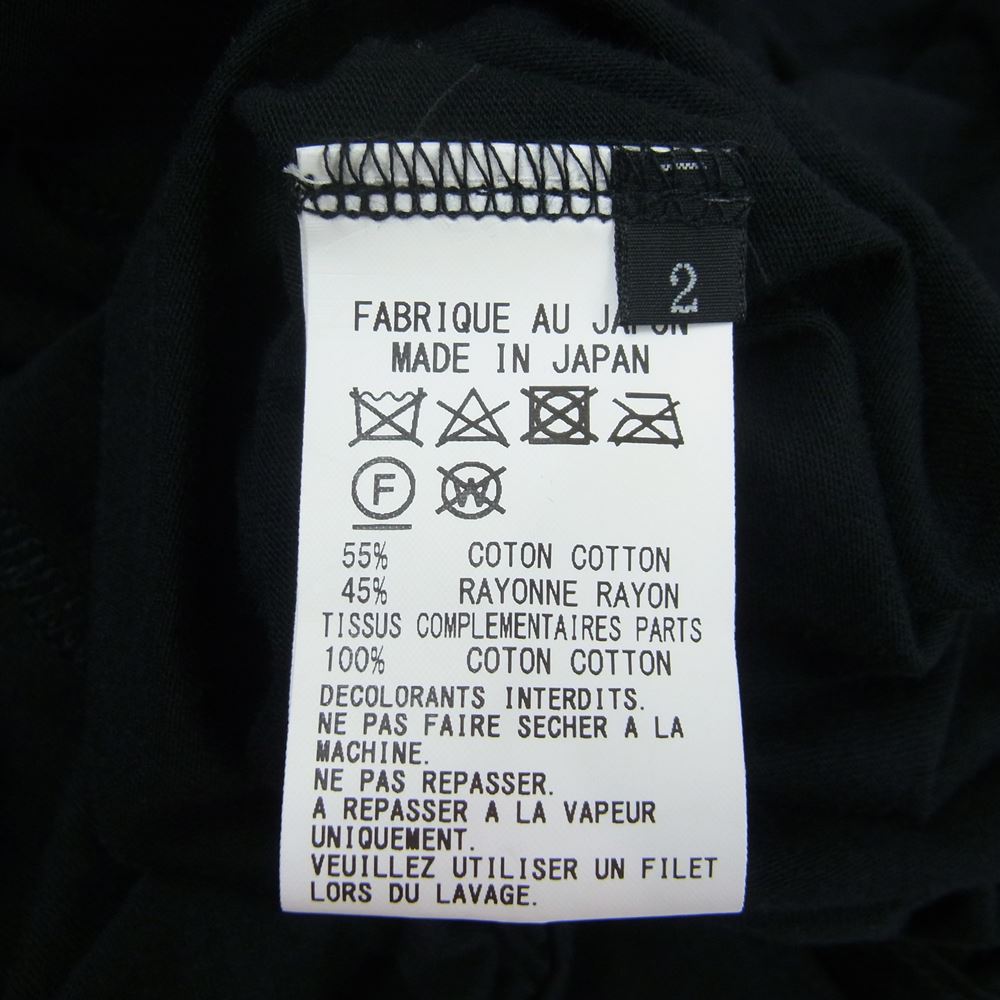 2
FABRIQUE AU JAPON
MADE IN JAPAN
F
W
55% COTON COTTON
45% RAYONNE RAYON
TISSUS COMPLEMENTAIRES PARTS
100% COTON COTTON
DECOLORANTS INTERDITS.
NE PAS FAIRE SECHER A LA
MACHINE.
NE PAS REPASSER.
A REPASSER A LA VAPEUR
UNIQUEMENT.
VEUILLEZ UTILISER UN FILET
LORS DU LAVAGE.